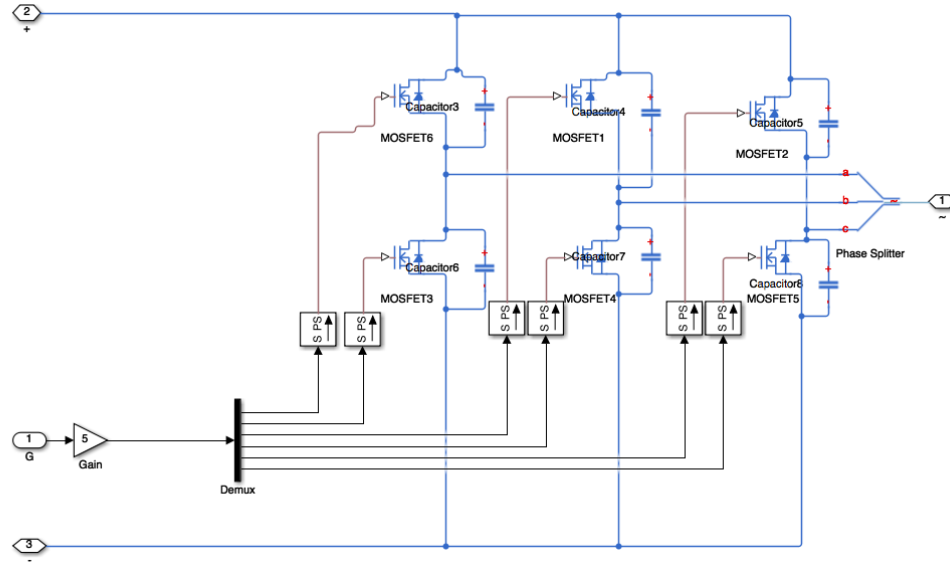 2
+
Capacitor3
MOSFET6
Capacitor4
MOSFET1
Capacitor5
MOSFET2
+
-
+
-
+
-
a
b
c
~
Phase Splitter
1
~
Capacitor6
MOSFET3
Capacitor7
MOSFET4
Capacitor8
MOSFET5
+
-
+
-
+
-
S PS
S PS
S PS
S PS
S PS
S PS
1
G
5
Gain
Demux
3
-